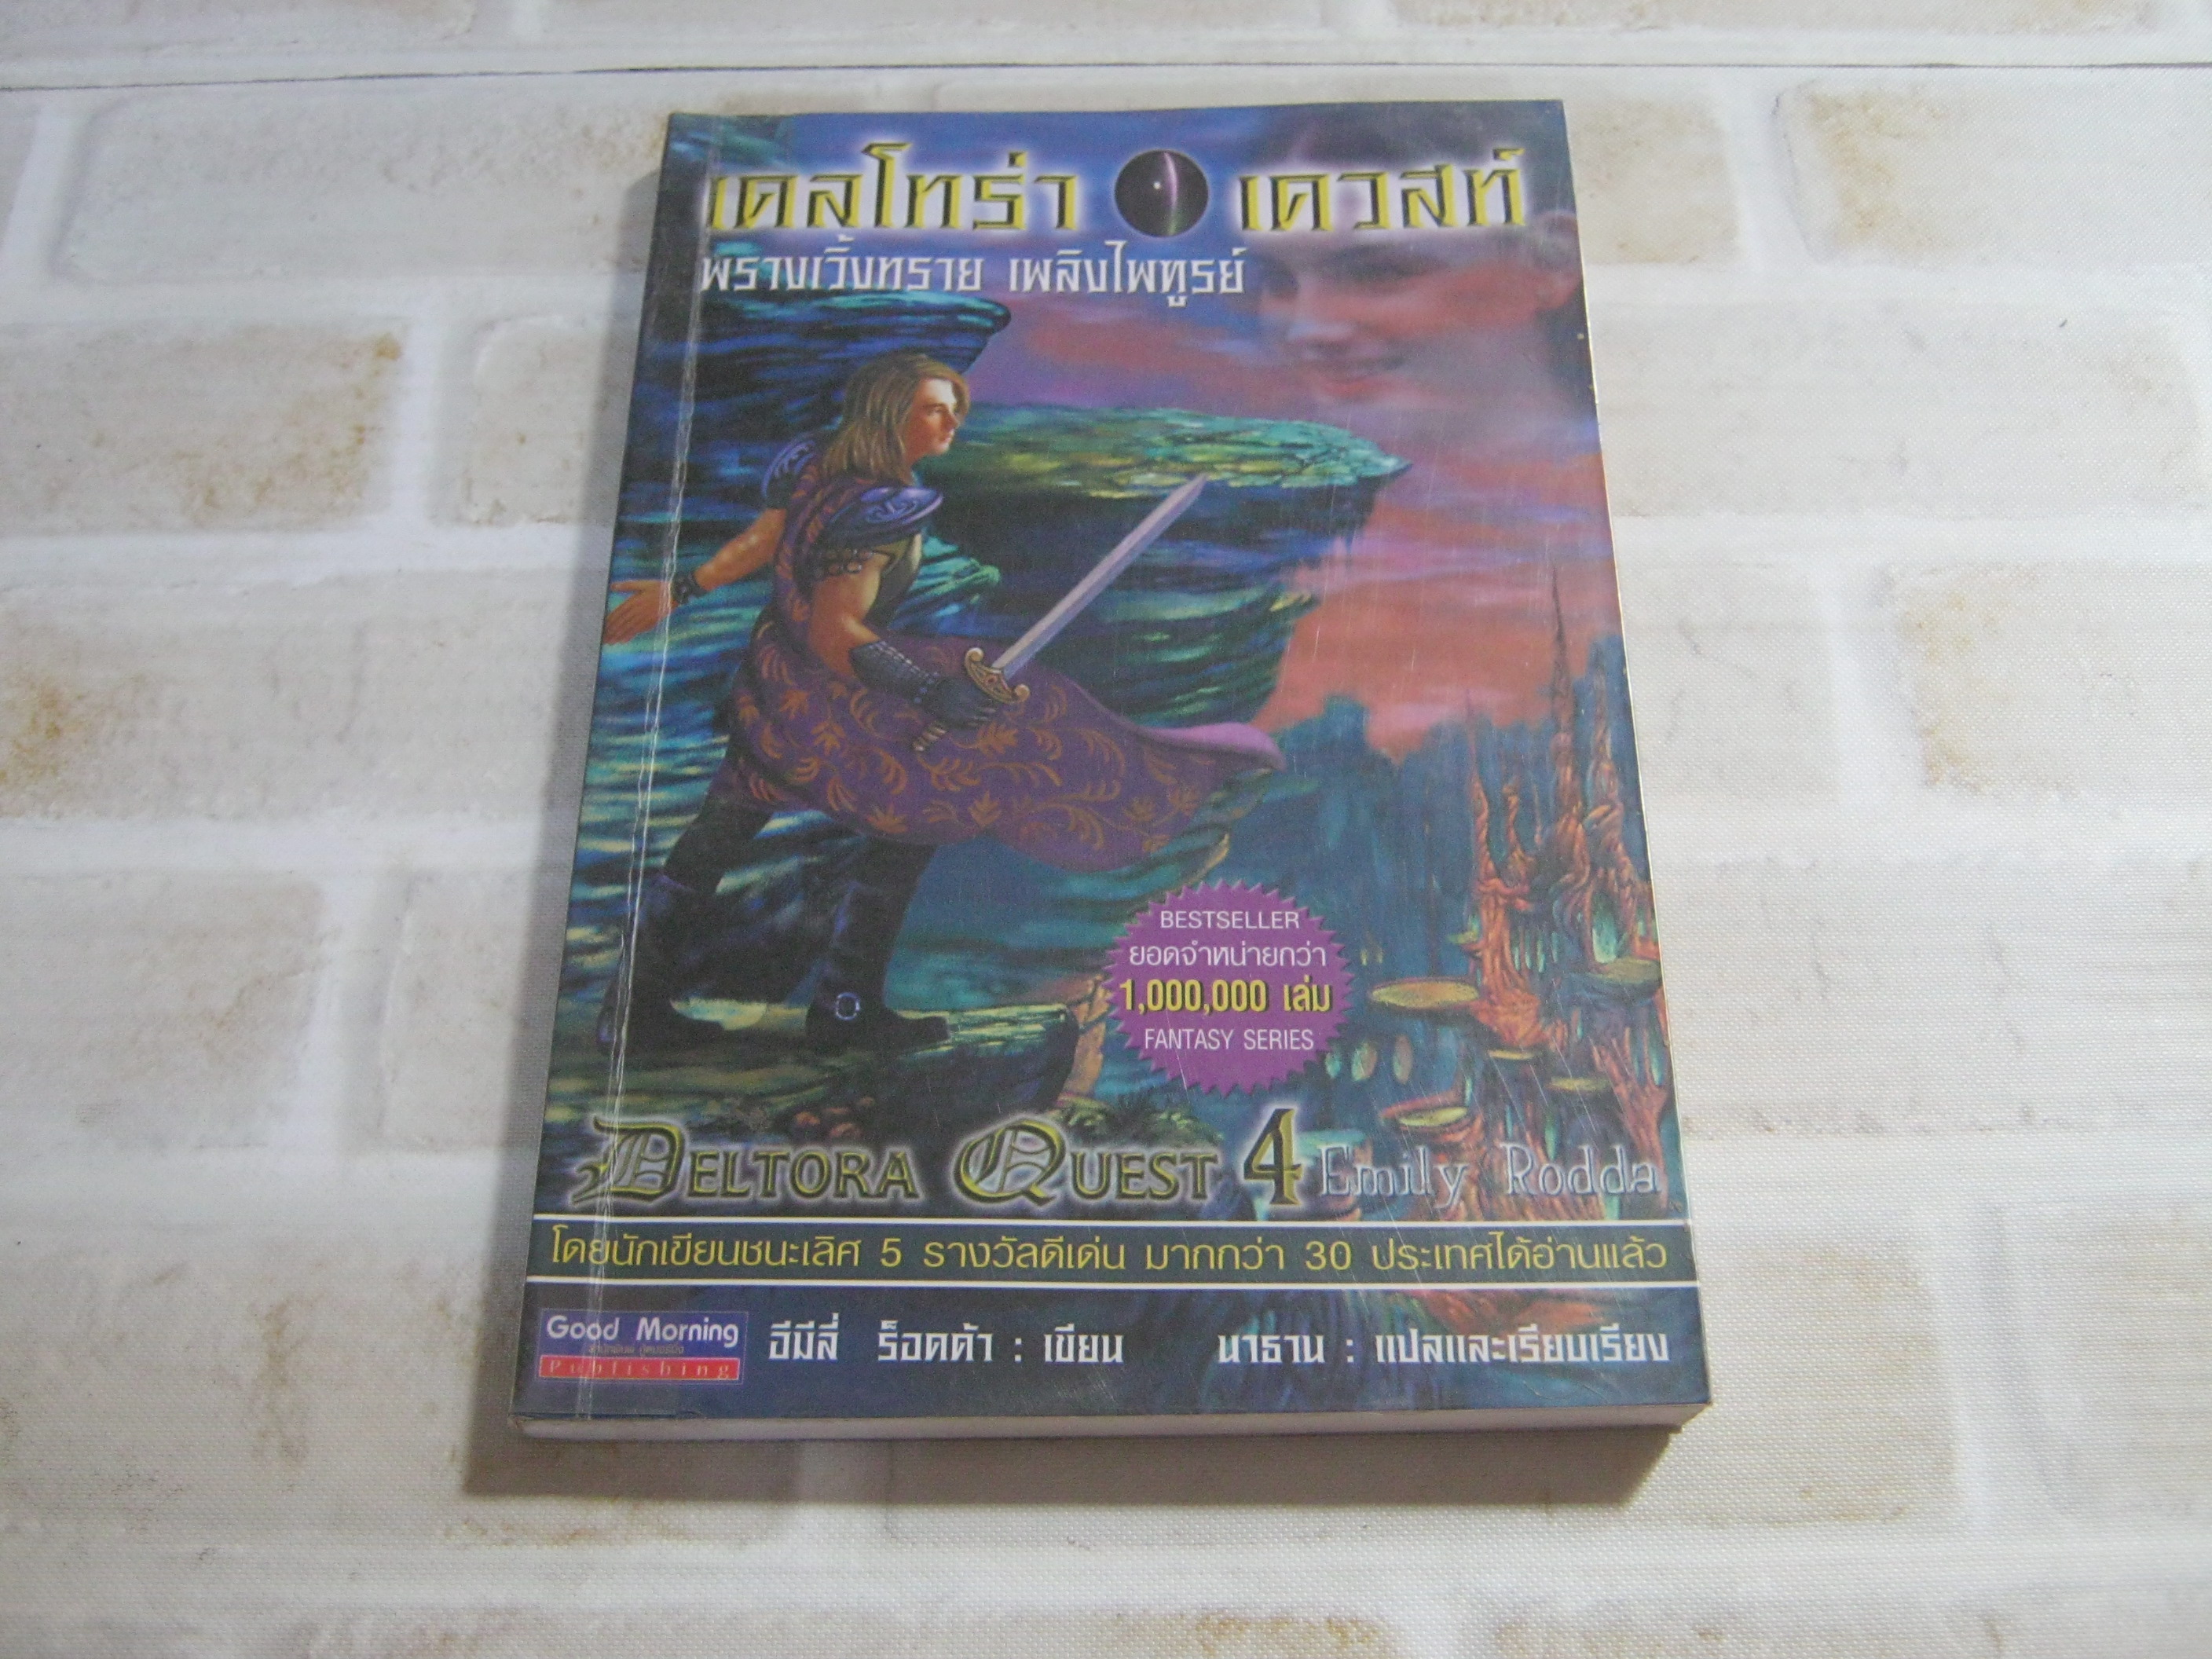 เดลโทร่า เควสท์
พรางเวิ้งทราย เพลิงไพฑูรย์
BESTSELLER
ยอดจำหน่ายกว่า
1,000,000 เล่ม
FANTASY SERIES
DELTORA QUEST 4 Emily Rodda
โดยนักเขียนชนะเลิศ 5 รางวัลดีเด่น มากกว่า 30 ประเทศได้อ่านแล้ว
Good Morning
Publishing
อีมีลี่ ร็อดด้า : เขียน นาธาน : แปลและเรียบเรียง